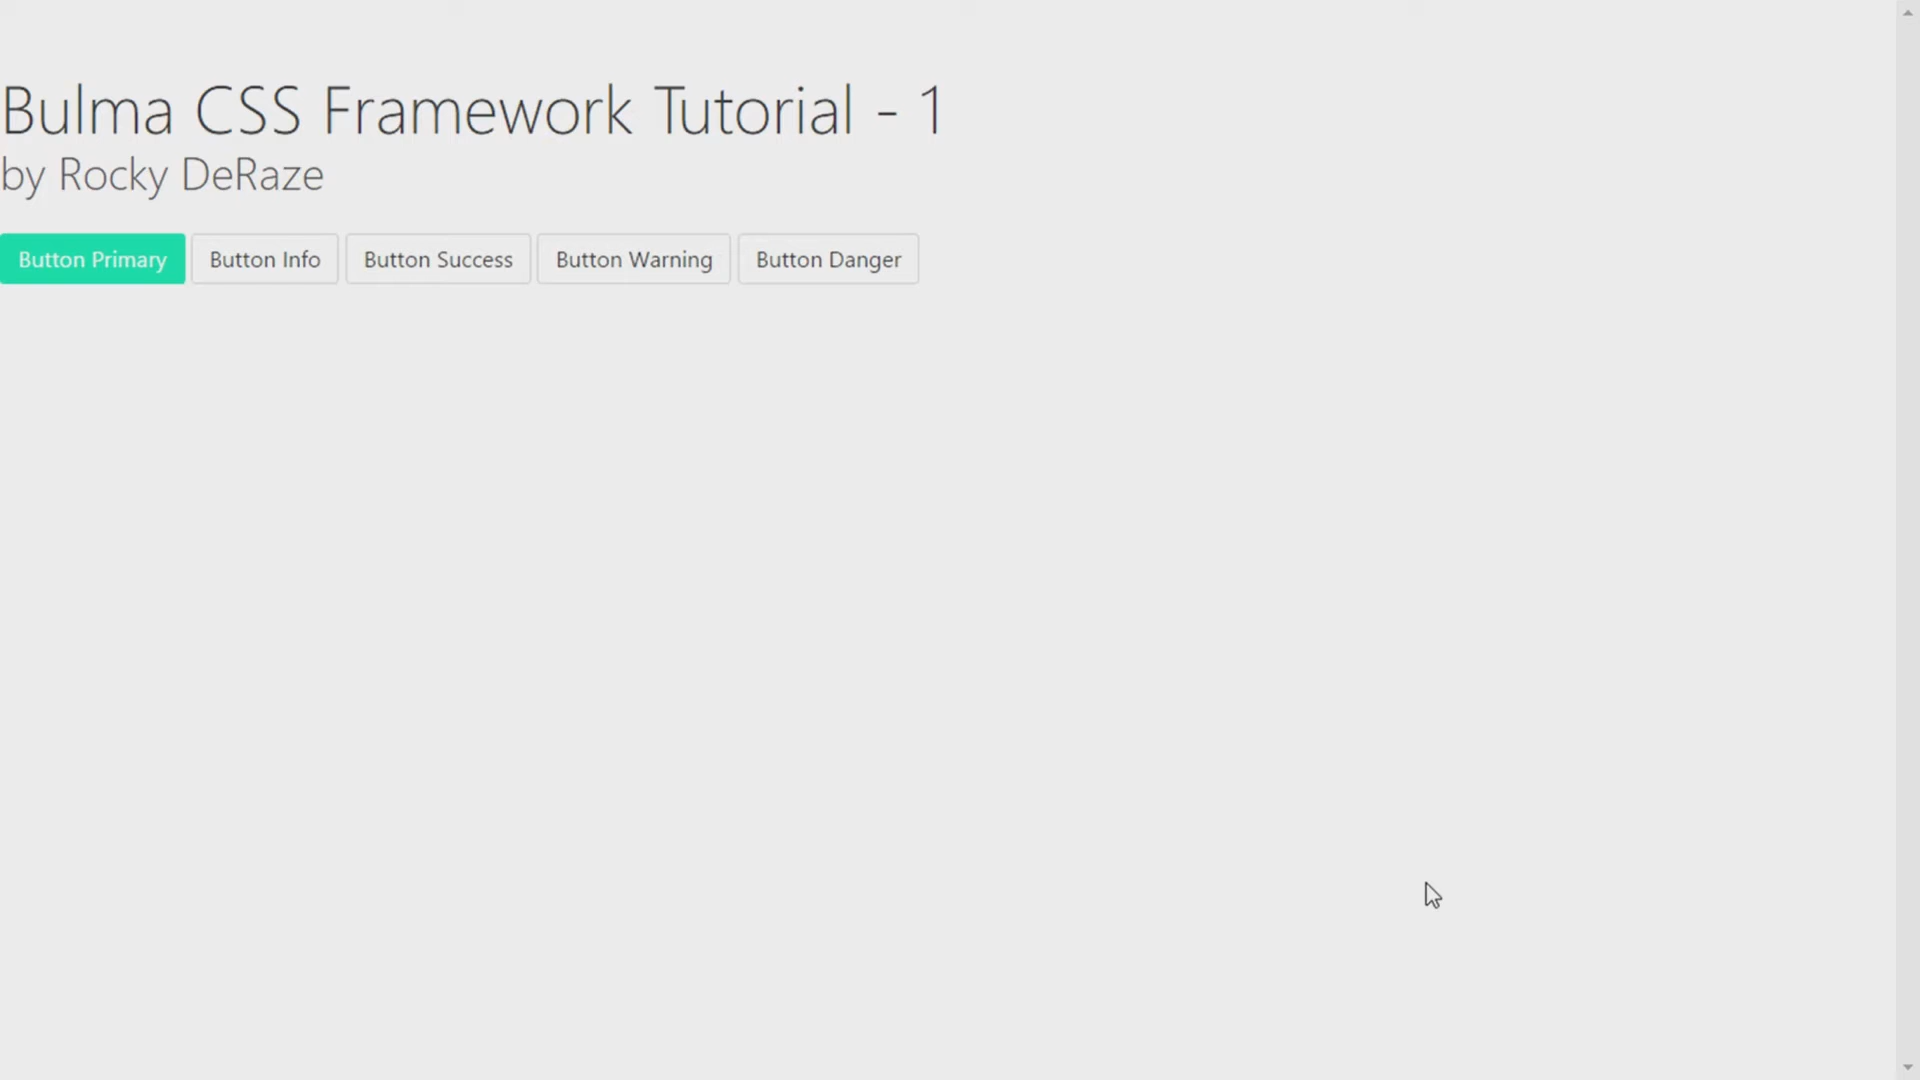 Bulma CSS Framework Tutorial - 1
by Rocky DeRaze
Button Primary Button Info Button Success Button Warning Button Danger